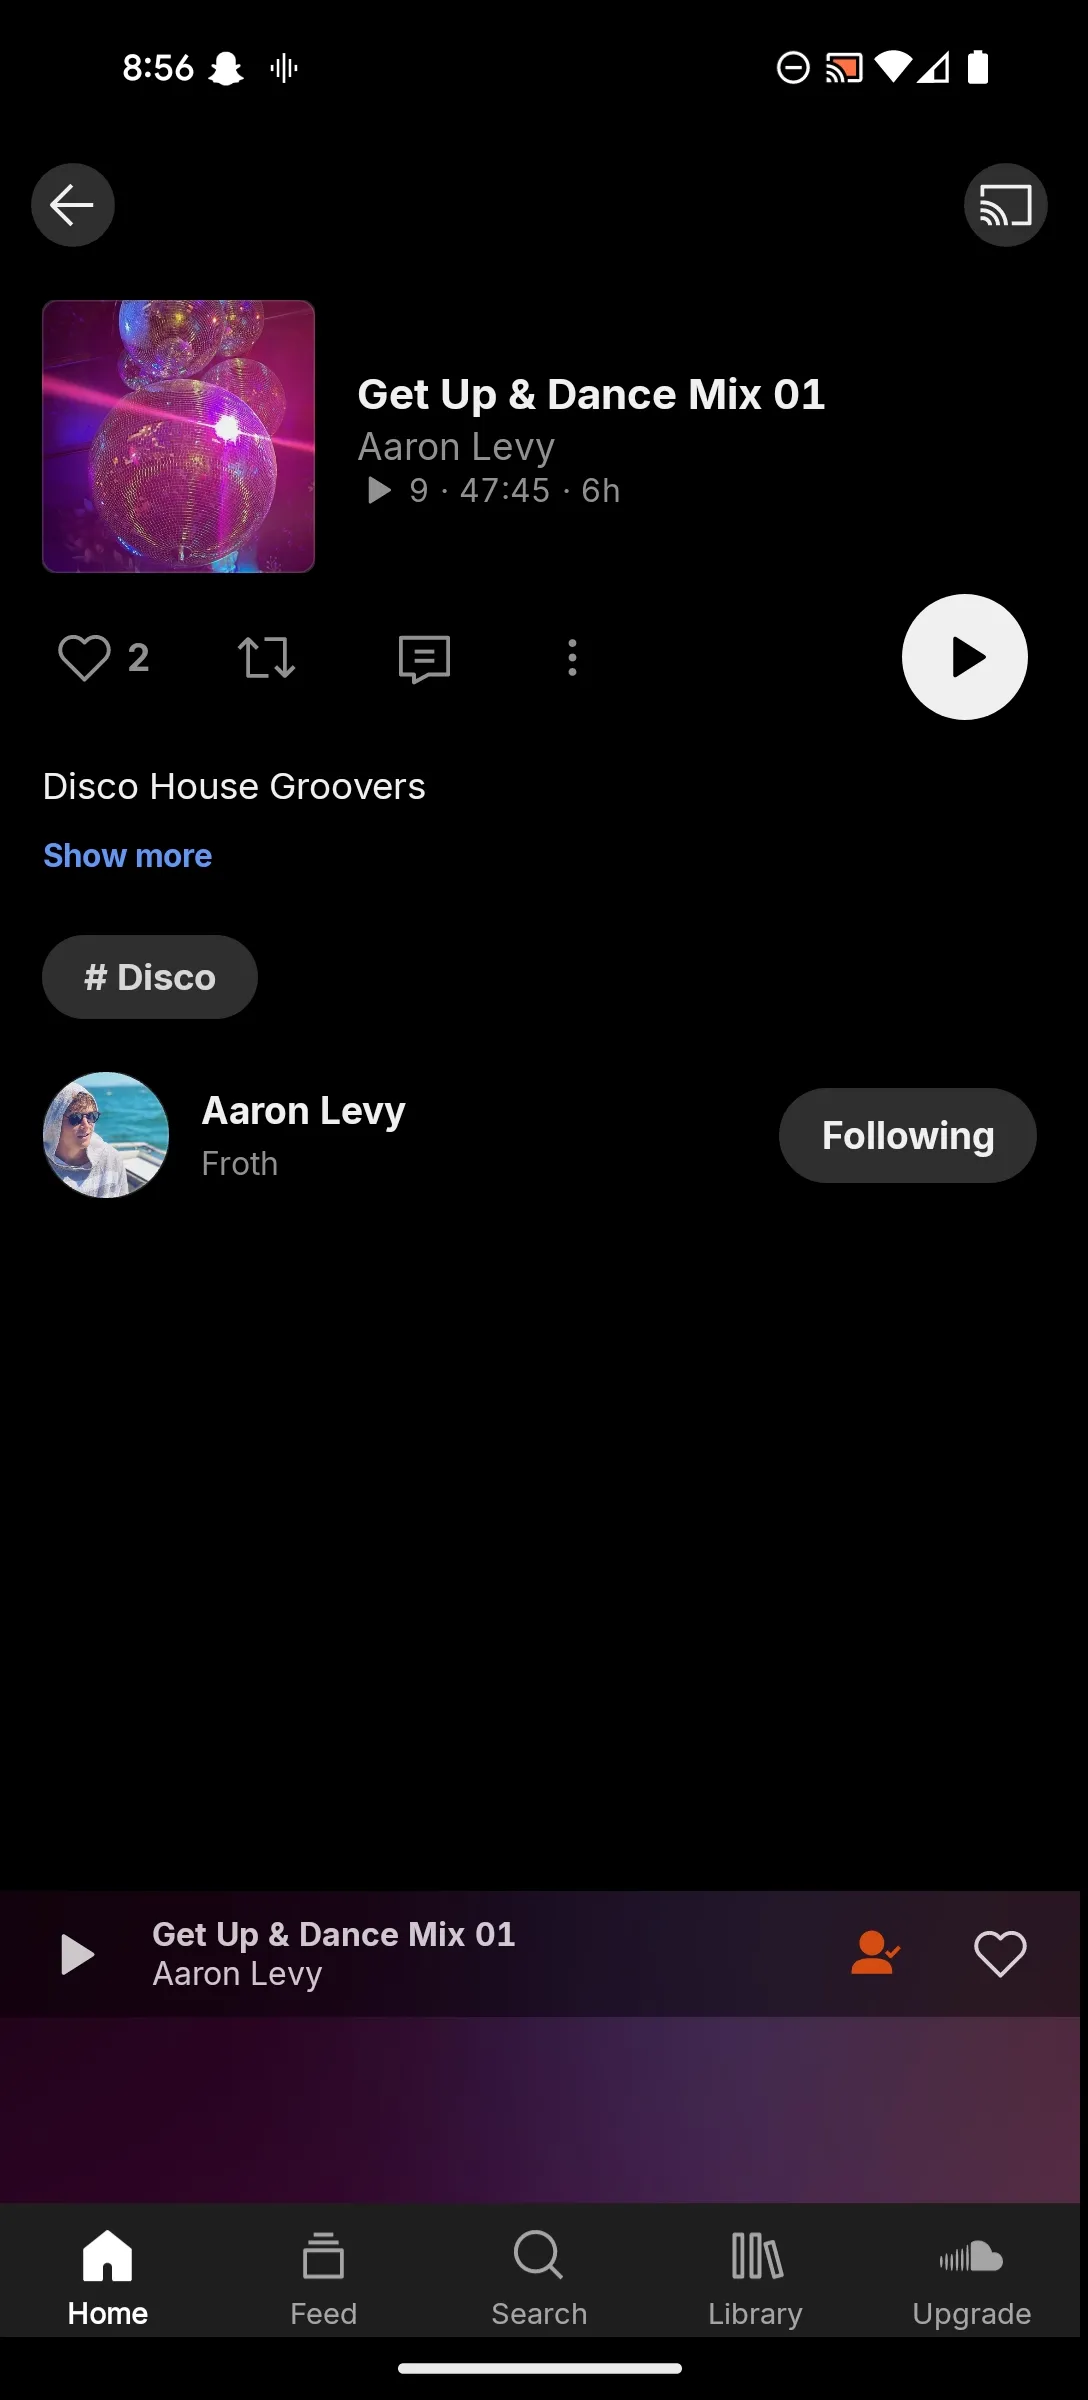 8:56
Get Up & Dance Mix 01
Aaron Levy
9 · 47:45 · 6h
2
Disco House Groovers
Show more
# Disco
Aaron Levy
Froth
Following
Get Up & Dance Mix 01
Aaron Levy
Home Feed Search Library Upgrade